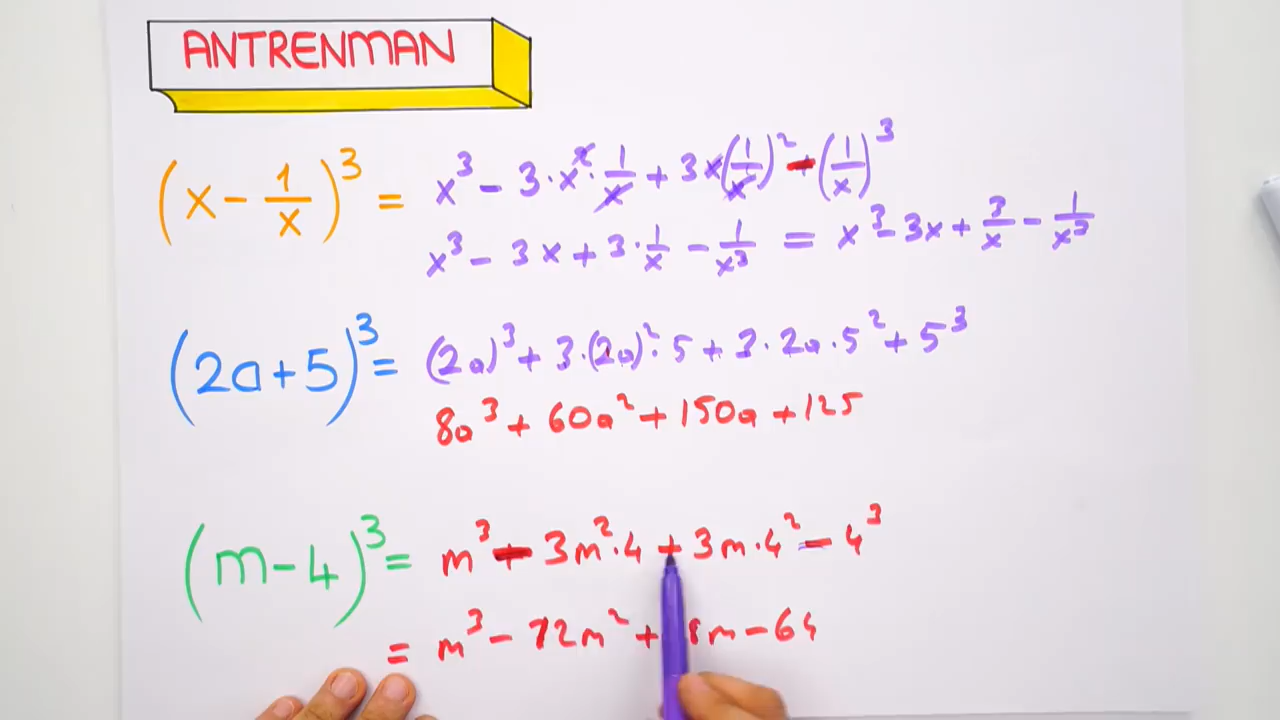 ANTRENMAN
(x - 1/x)³ = x³ - 3·x²·1/x + 3x(1/x)² - (1/x)³
x³ - 3x + 3·1/x - 1/x³ = x³ - 3x + 3/x - 1/x³
(2a+5)³ = (2a)³ + 3·(2a)²·5 + 3·2a·5² + 5³
8a³ + 60a² + 150a + 125
(m-4)³ = m³ - 3m²·4 + 3m·4² - 4³
= m³ - 72m² + 8m - 64